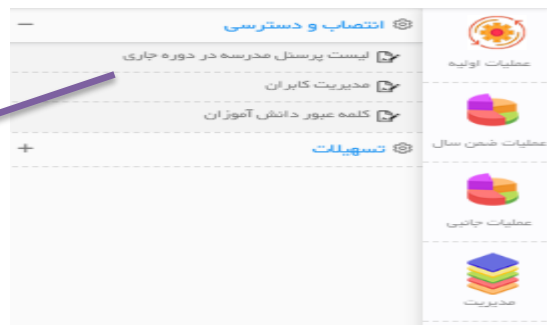 عملیات اولیه
عملیات ضمن سال
عملیات جانبی
مدیریت
انتصاب و دسترسی −
لیست پرسنل مدرسه در دوره جاری
مدیریت کابران
کلمه عبور دانش آموزان
تسهیلات +